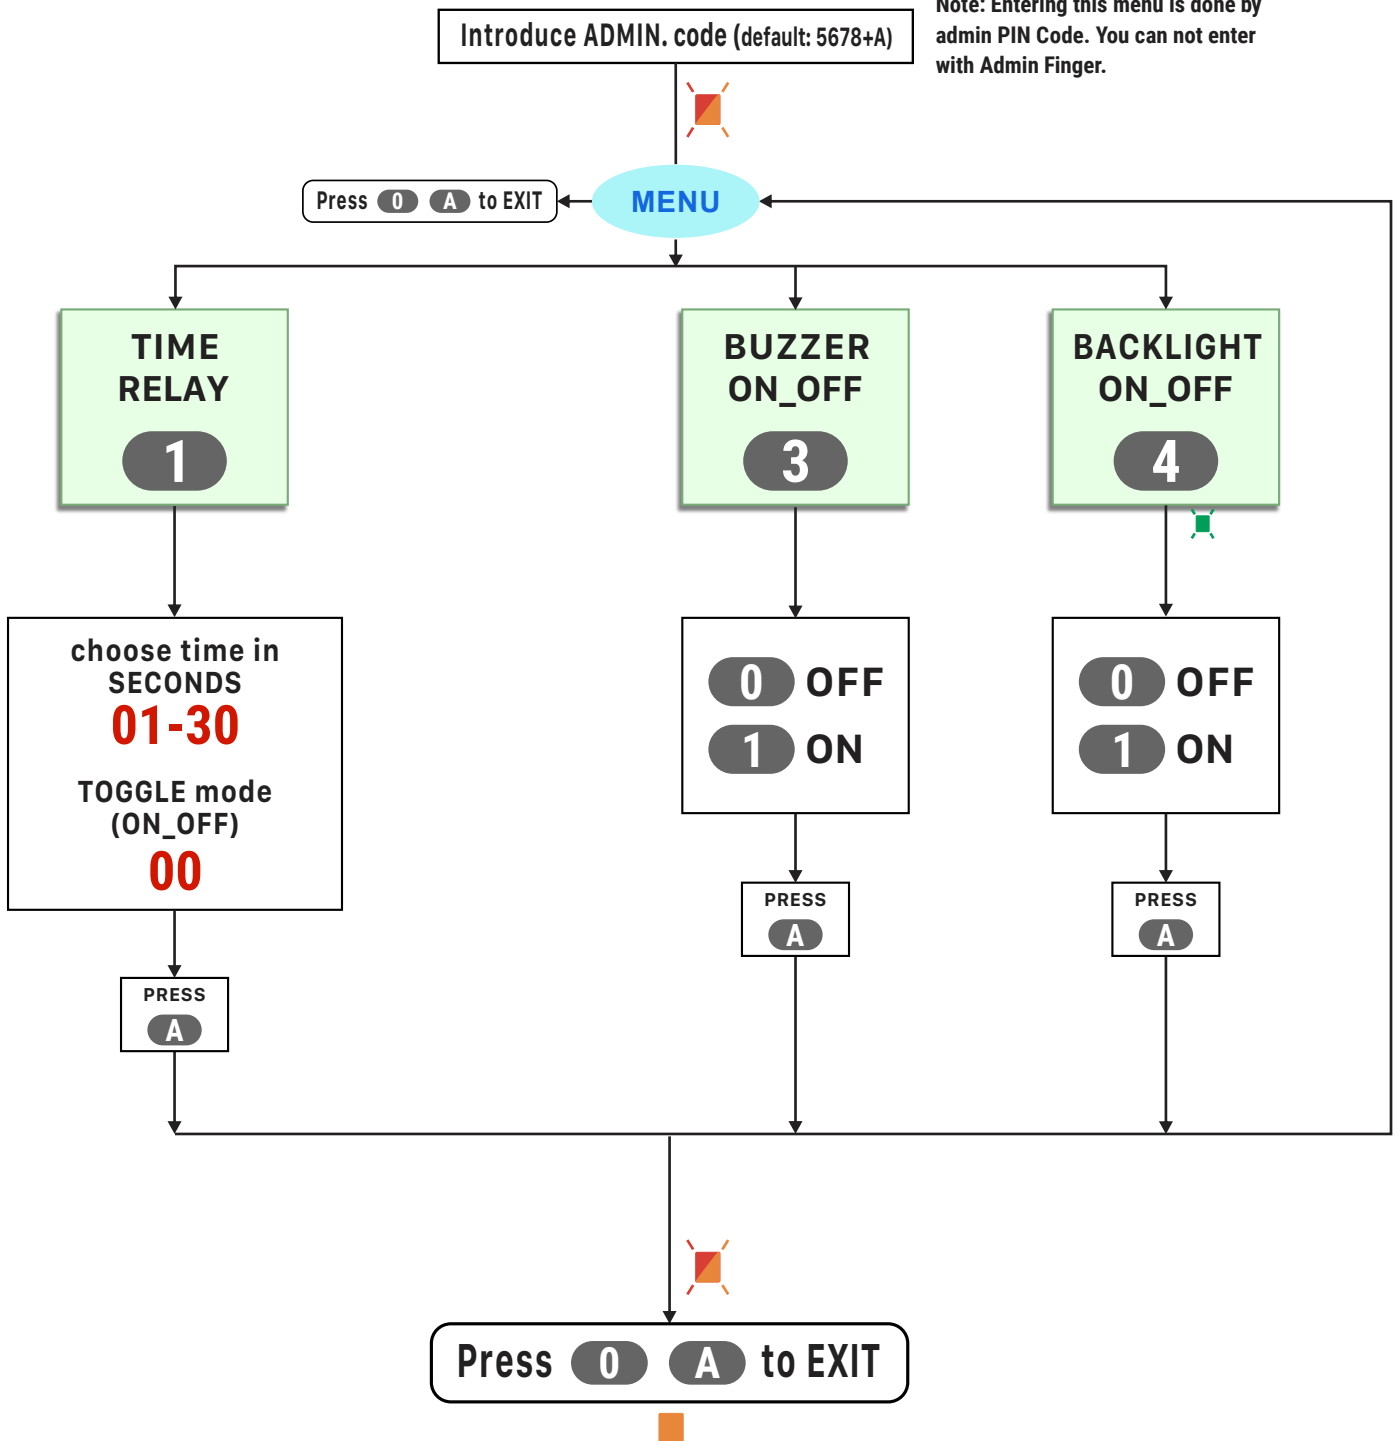 Note: Entering this menu is done by
admin PIN Code. You can not enter
with Admin Finger.
Introduce ADMIN. code (default: 5678+A)
Press 0 A to EXIT
MENU
TIME
RELAY
1
BUZZER
ON_OFF
3
BACKLIGHT
ON_OFF
4
choose time in
SECONDS
01-30
TOGGLE mode
(ON_OFF)
00
PRESS
A
0 OFF
1 ON
PRESS
A
0 OFF
1 ON
PRESS
A
Press 0 A to EXIT